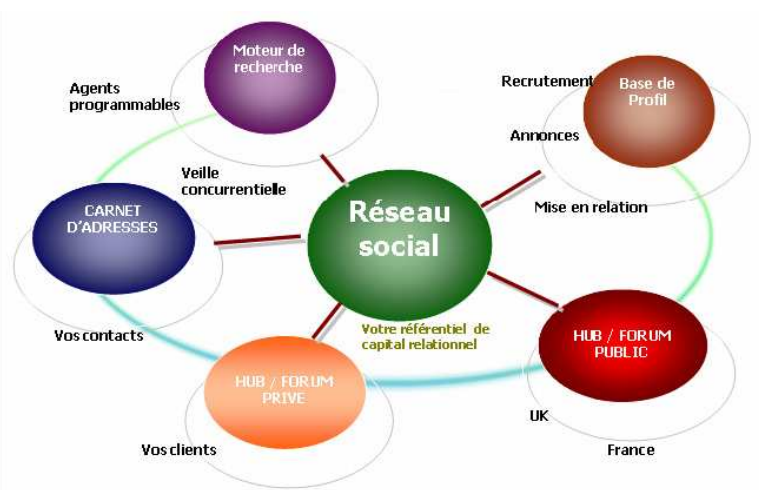 Moteur de
recherche
Agents
programmables
Recrutement
Base de
Profil
Annonces
Veille
concurrentielle
Mise en relation
CARNET
D'ADRESSES
Réseau
social
Votre référentiel de
capital relationnel
Vos contacts
HUB / FORUM
PUBLIC
HUB / FORUM
PRIVE
UK
Vos clients
France